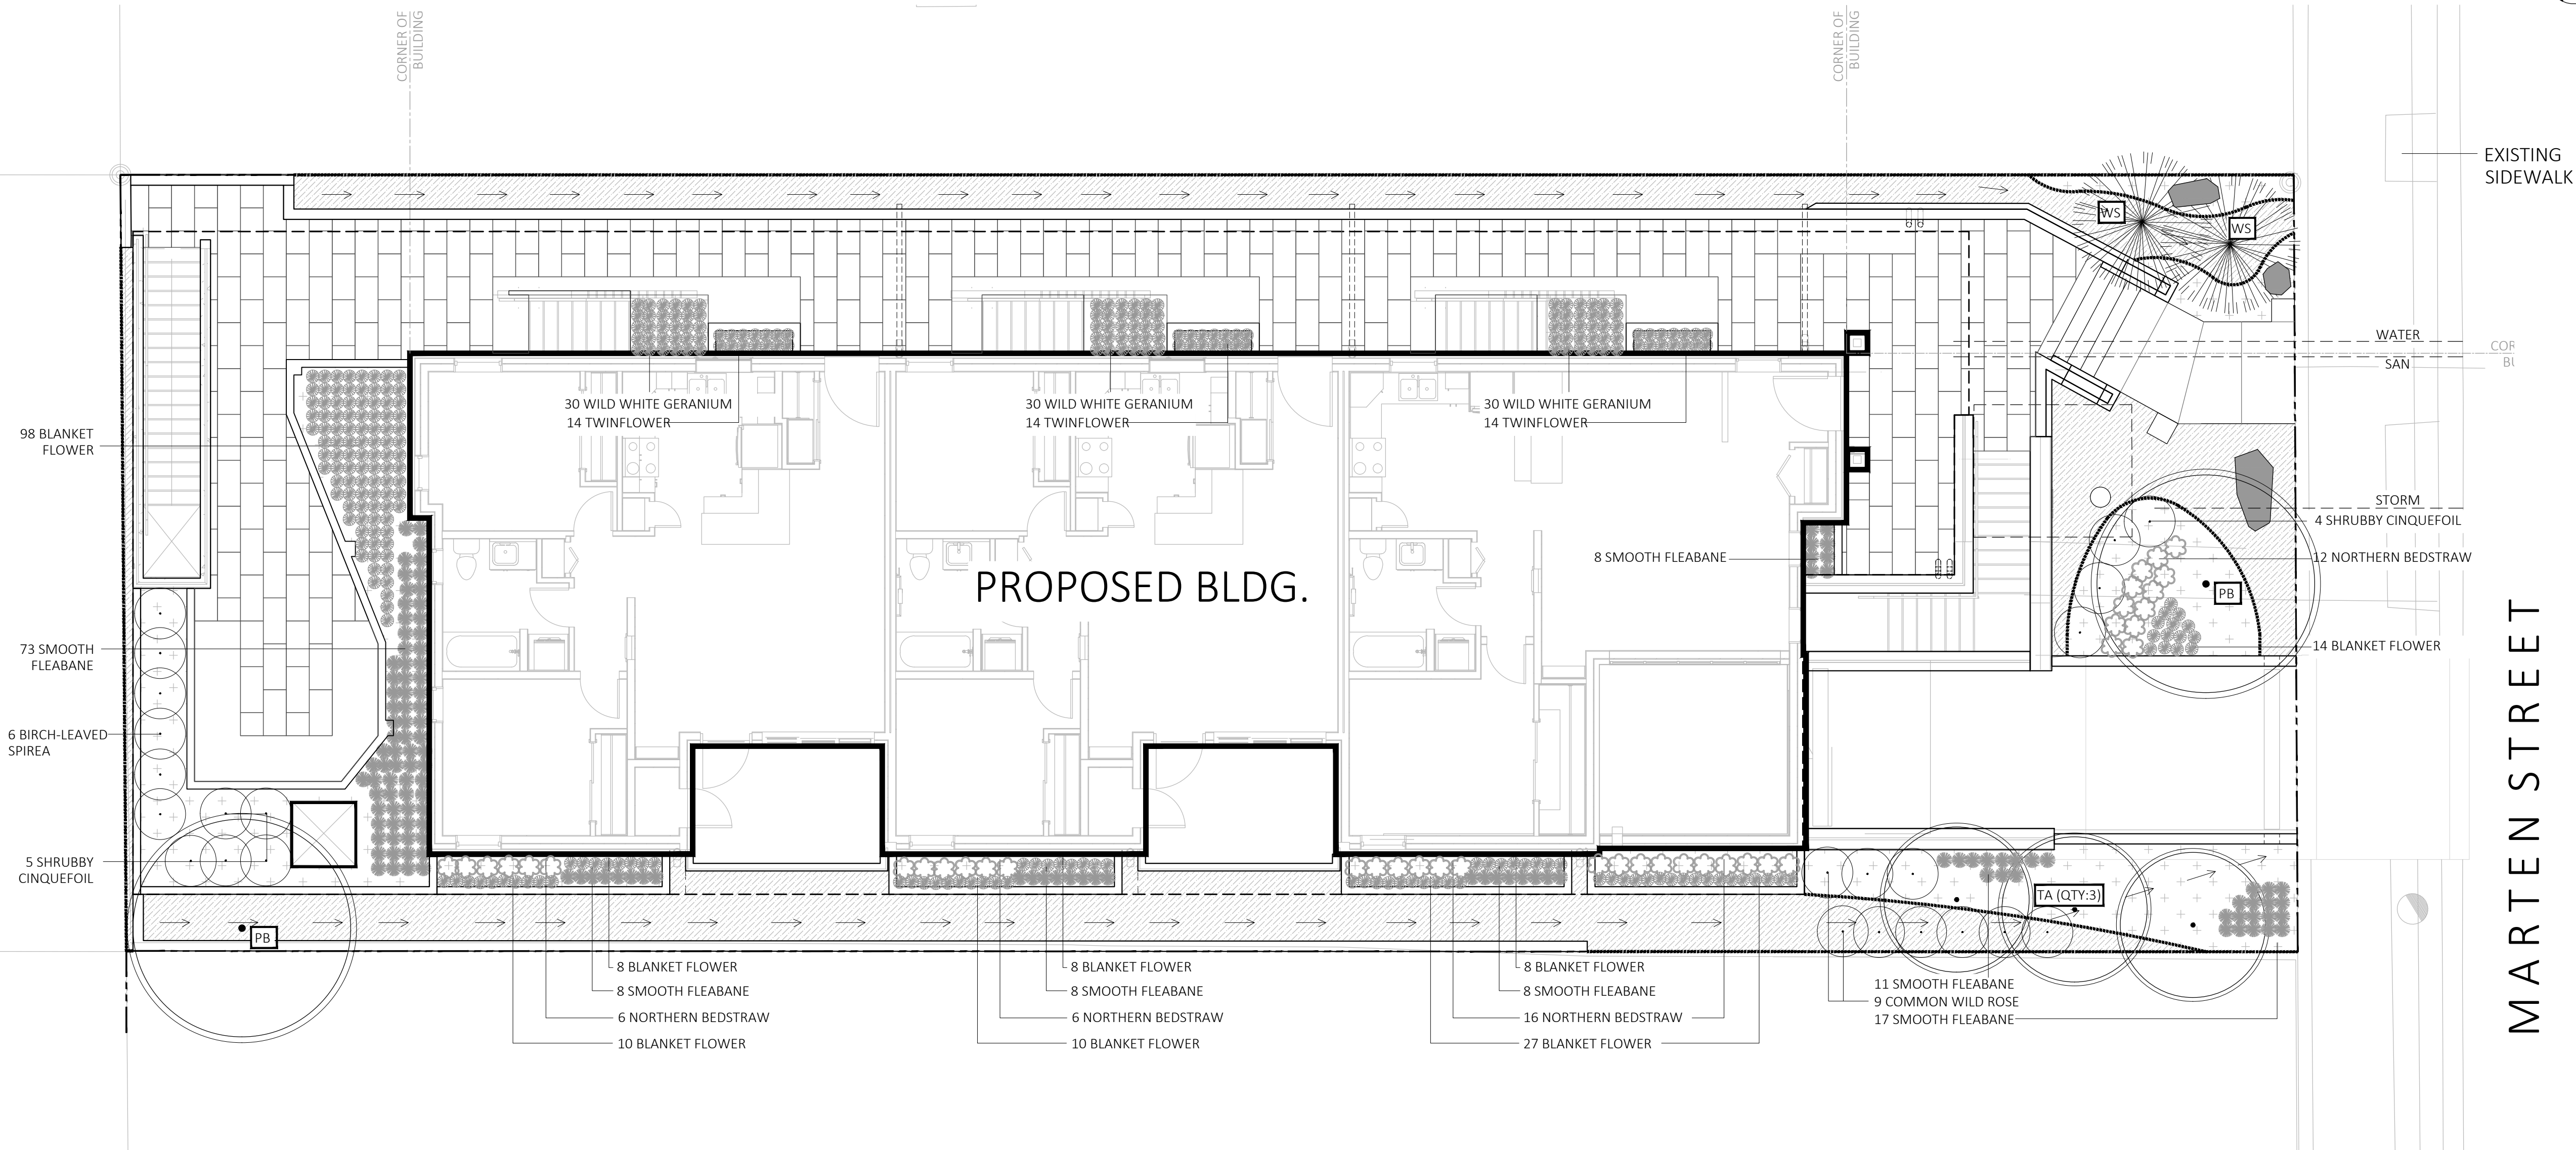 CORNER OF
BUILDING
CORNER OF
BUILDING
EXISTING
SIDEWALK
WS
WS
WATER
COR
BU
SAN
30 WILD WHITE GERANIUM
14 TWINFLOWER
30 WILD WHITE GERANIUM
14 TWINFLOWER
30 WILD WHITE GERANIUM
14 TWINFLOWER
98 BLANKET
FLOWER
STORM
4 SHRUBBY CINQUEFOIL
12 NORTHERN BEDSTRAW
8 SMOOTH FLEABANE
PROPOSED BLDG.
PB
14 BLANKET FLOWER
73 SMOOTH
FLEABANE
6 BIRCH-LEAVED
SPIREA
5 SHRUBBY
CINQUEFOIL
MARTEN STREET
TA (QTY:3)
PB
8 BLANKET FLOWER
8 SMOOTH FLEABANE
6 NORTHERN BEDSTRAW
10 BLANKET FLOWER
8 BLANKET FLOWER
8 SMOOTH FLEABANE
6 NORTHERN BEDSTRAW
10 BLANKET FLOWER
8 BLANKET FLOWER
8 SMOOTH FLEABANE
16 NORTHERN BEDSTRAW
27 BLANKET FLOWER
11 SMOOTH FLEABANE
9 COMMON WILD ROSE
17 SMOOTH FLEABANE